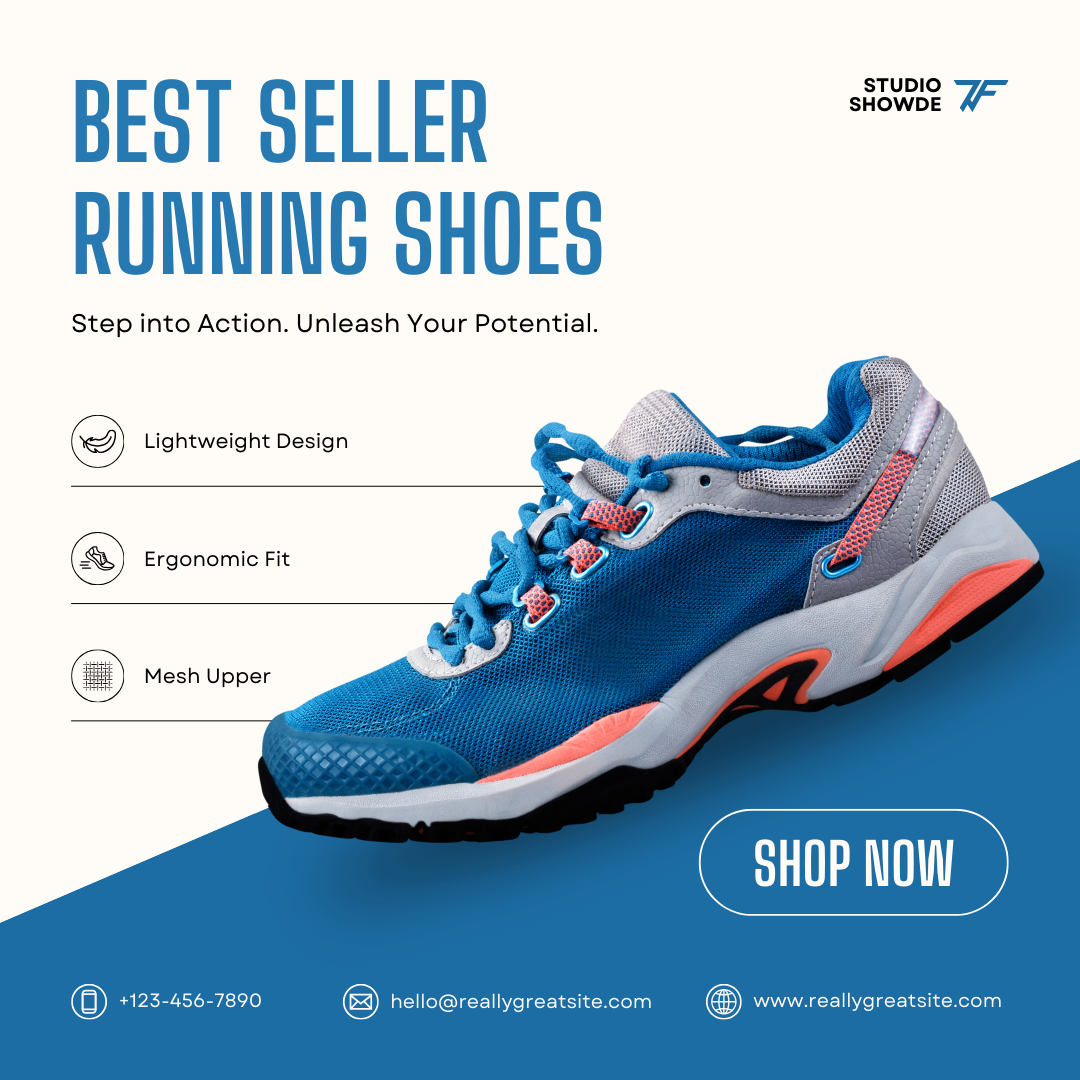 BEST SELLER
RUNNING SHOES
STUDIO
SHOWDE
Step into Action. Unleash Your Potential.
Lightweight Design
Ergonomic Fit
Mesh Upper
SHOP NOW
+123-456-7890
hello@reallygreatsite.com
www.reallygreatsite.com